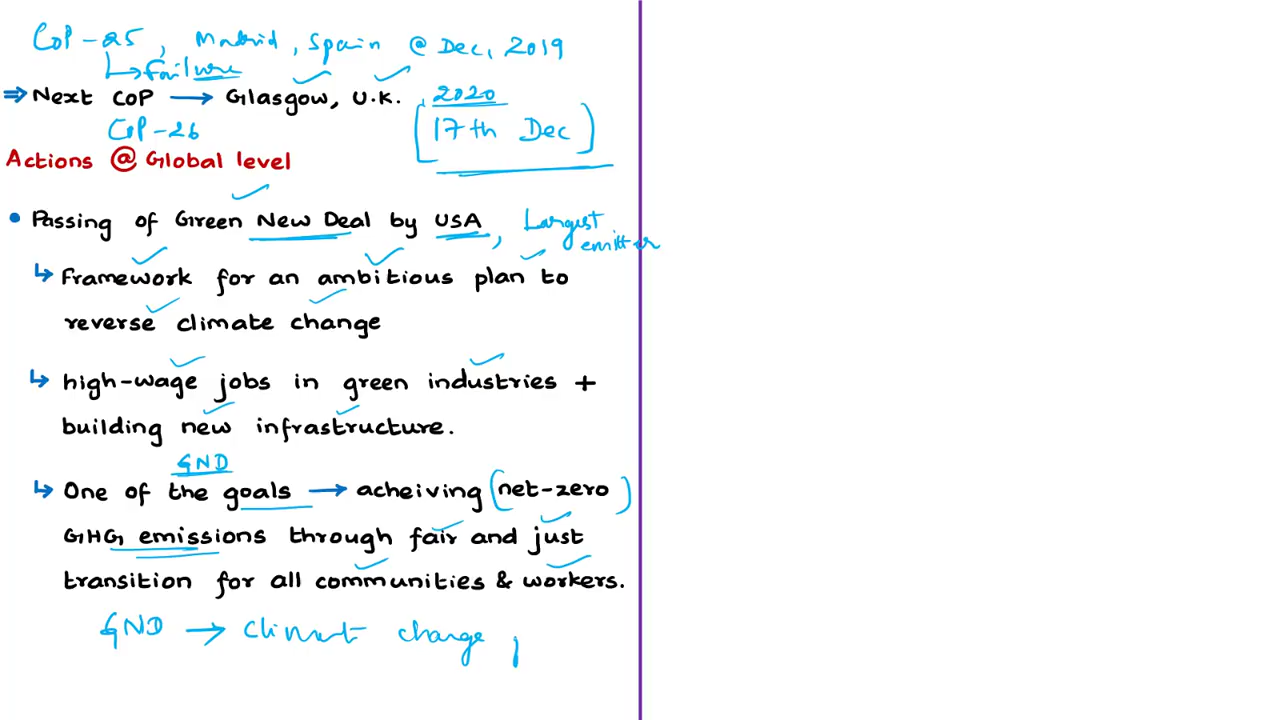 CoP-25, Madrid, Spain @ Dec, 2019
↳ Failure
⇒ Next COP → Glasgow, U.K. 2020
CoP-26 [17th Dec]
Actions @ Global level
• Passing of Green New Deal by USA, Largest emitter
↳ Framework for an ambitious plan to
reverse climate change
↳ high-wage jobs in green industries +
building new infrastructure.
GND
↳ One of the goals → acheiving (net-zero)
GHG emissions through fair and just
transition for all communities & workers.
GND → Climate change